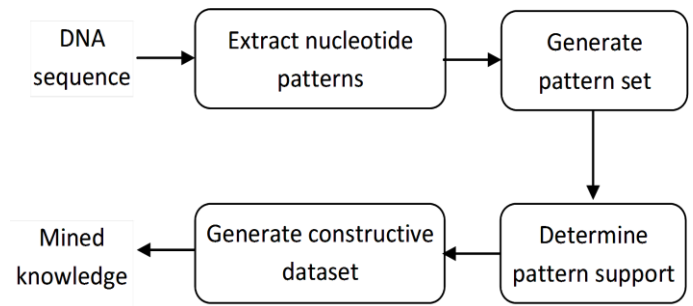 DNA
sequence
Extract nucleotide
patterns
Generate
pattern set
Determine
pattern support
Generate constructive
dataset
Mined
knowledge